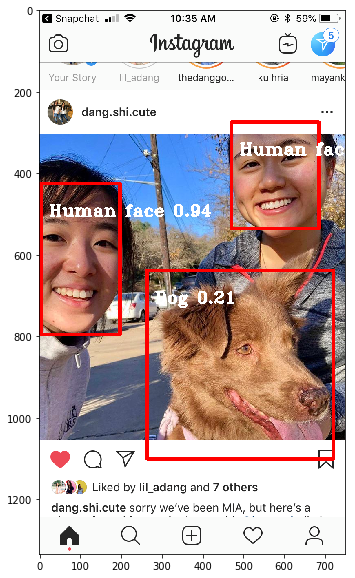 Snapchat 10:35 AM 59%
Instagram 5
Your Story lil_adang thedanggo... ku hria mayank
dang.shi.cute
Human fac
Human face 0.94
Dog 0.21
Liked by lil_adang and 7 others
dang.shi.cute sorry we've been MIA, but here's a
0
200
400
600
800
1000
1200
0 100 200 300 400 500 600 700